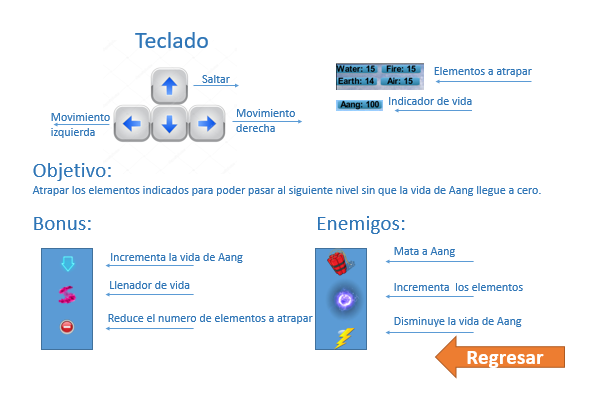 Teclado
Saltar
Movimiento
izquierda
Movimiento
derecha
Water: 15 Fire: 15
Earth: 14 Air: 15
Elementos a atrapar
Aang: 100
Indicador de vida
Objetivo:
Atrapar los elementos indicados para poder pasar al siguiente nivel sin que la vida de Aang llegue a cero.
Bonus:
Incrementa la vida de Aang
Llenador de vida
Reduce el numero de elementos a atrapar
Enemigos:
Mata a Aang
Incrementa los elementos
Disminuye la vida de Aang
Regresar